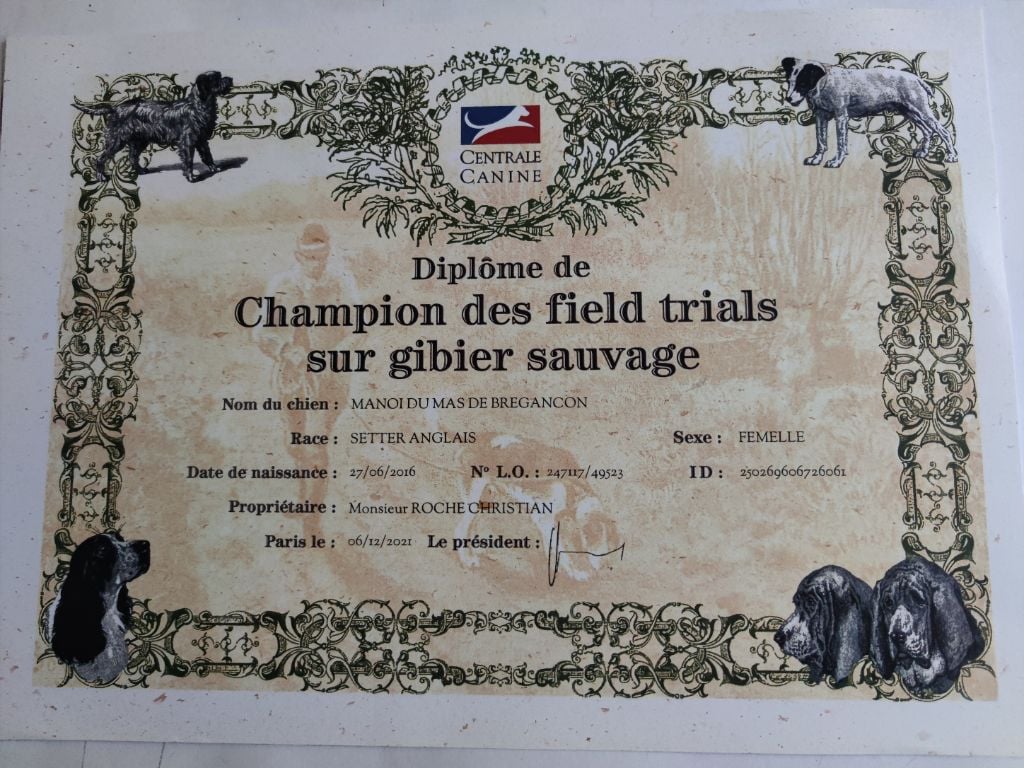 CENTRALE
CANINE
Diplôme de
Champion des field trials
sur gibier sauvage
Nom du chien : MANOI DU MAS DE BREGANCON
Race : SETTER ANGLAIS Sexe : FEMELLE
Date de naissance : 27/06/2016 N° L.O. : 247117/49523 ID : 250269606726061
Propriétaire : Monsieur ROCHE CHRISTIAN
Paris le : 06/12/2021 Le président :